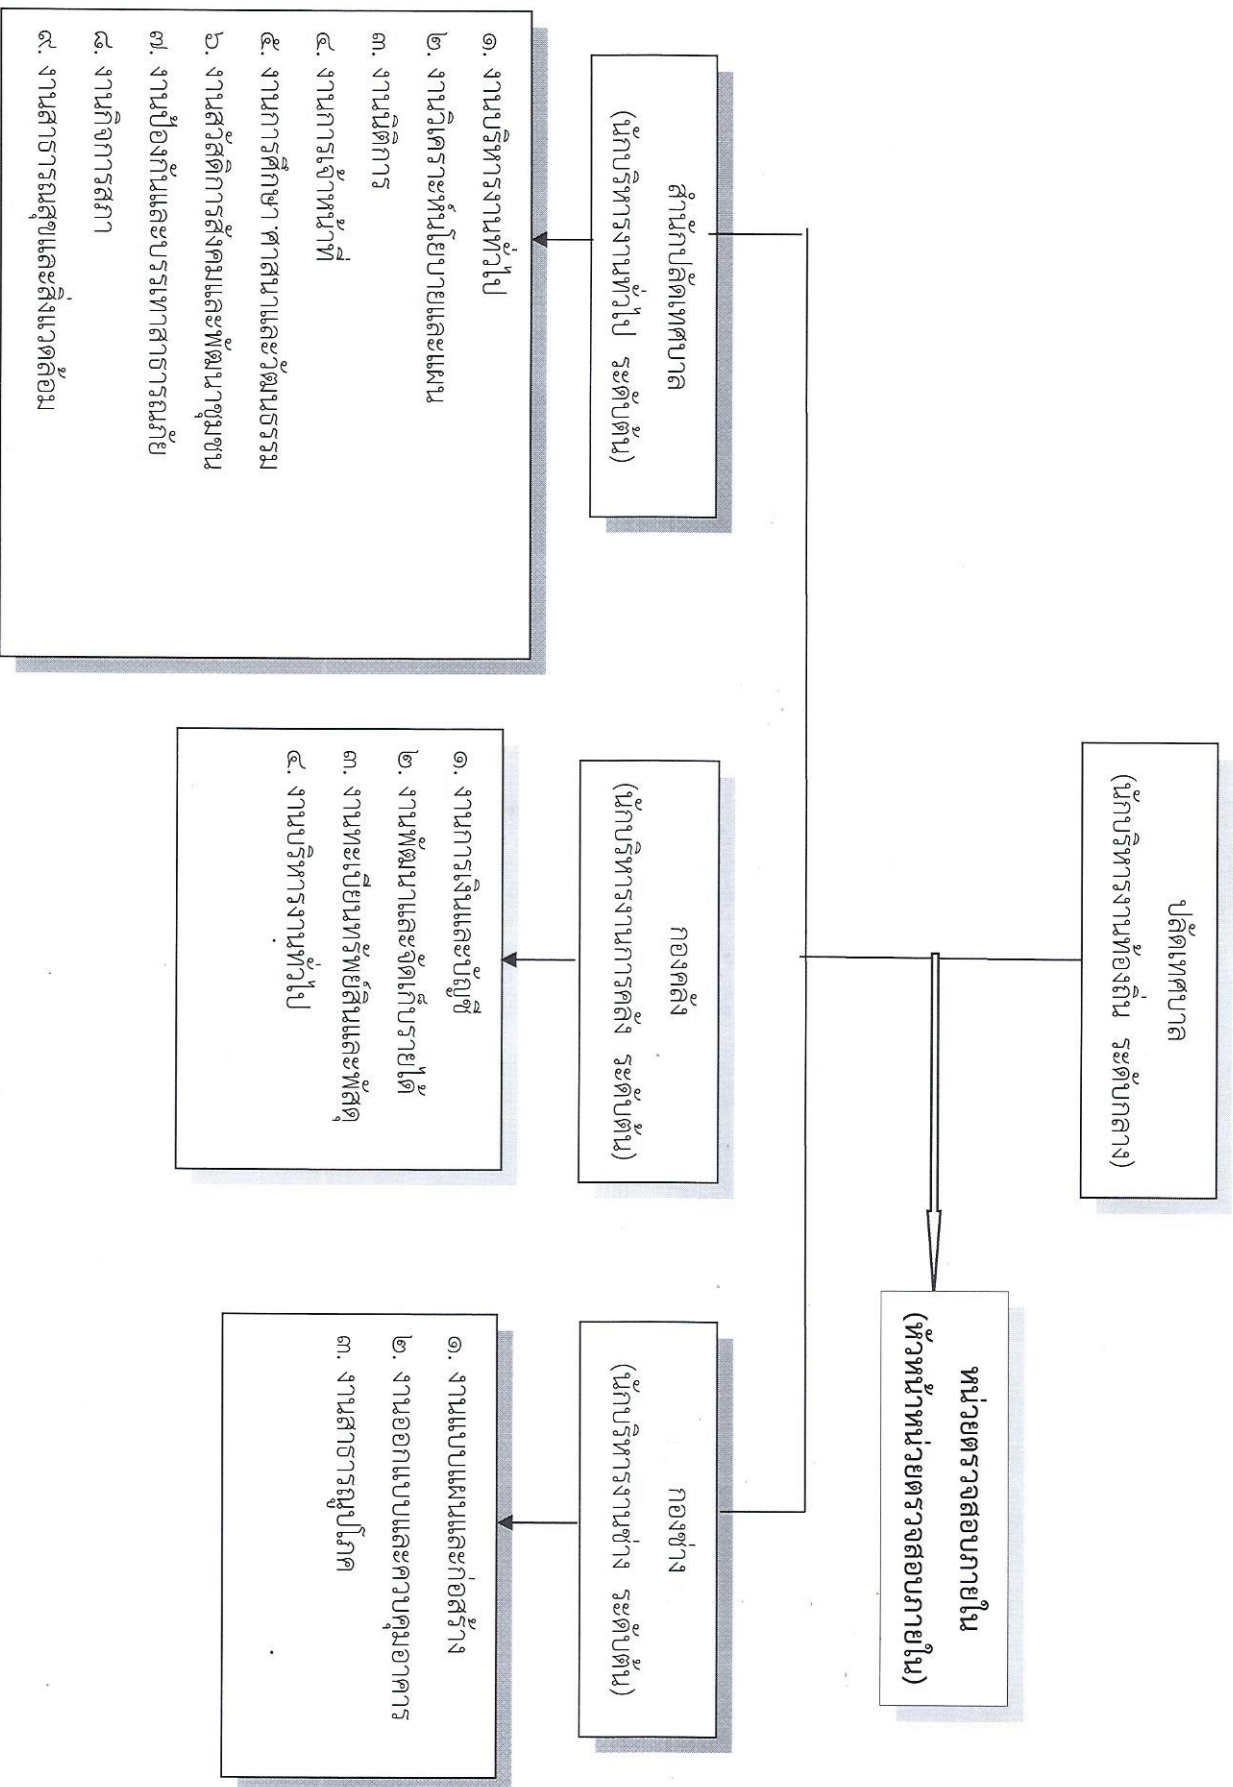 ปลัดเทศบาล
(นักบริหารงานท้องถิ่น ระดับกลาง)
หน่วยตรวจสอบภายใน
(หัวหน้าหน่วยตรวจสอบภายใน)
สำนักปลัดเทศบาล
(นักบริหารงานทั่วไป ระดับต้น)
๑. งานบริหารงานทั่วไป
๒. งานวิเคราะห์นโยบายและแผน
๓. งานนิติการ
๔. งานการเจ้าหน้าที่
๕. งานการศึกษา ศาสนาและวัฒนธรรม
๖. งานสวัสดิการสังคมและพัฒนาชุมชน
๗. งานป้องกันและบรรเทาสาธารณภัย
๘. งานกิจการสภา
๙. งานสาธารณสุขและสิ่งแวดล้อม
กองคลัง
(นักบริหารงานการคลัง ระดับต้น)
๑. งานการเงินและบัญชี
๒. งานพัฒนาและจัดเก็บรายได้
๓. งานทะเบียนทรัพย์สินและพัสดุ
๔. งานบริหารงานทั่วไป
กองช่าง
(นักบริหารงานช่าง ระดับต้น)
๑. งานแบบแผนและก่อสร้าง
๒. งานออกแบบและควบคุมอาคาร
๓. งานสาธารณูปโภค